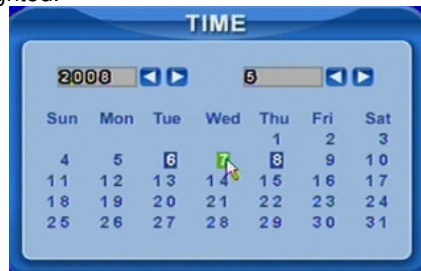 ghted.
TIME
2008 5
Sun Mon Tue Wed Thu Fri Sat
1 2 3
4 5 6 7 8 9 10
11 12 13 14 15 16 17
18 19 20 21 22 23 24
25 26 27 28 29 30 31